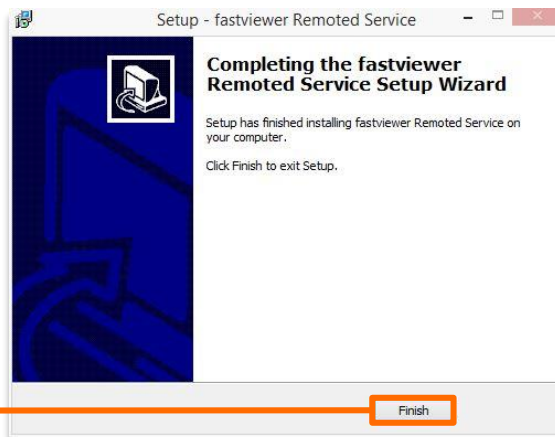 Setup - fastviewer Remoted Service
Completing the fastviewer
Remoted Service Setup Wizard
Setup has finished installing fastviewer Remoted Service on
your computer.
Click Finish to exit Setup.
Finish